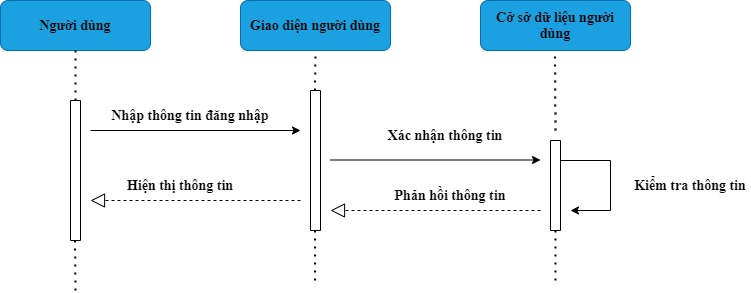 Người dùng
Giao diện người dùng
Cở sở dữ liệu người
dùng
Nhập thông tin đăng nhập
Xác nhận thông tin
Hiện thị thông tin
Phản hồi thông tin
Kiểm tra thông tin